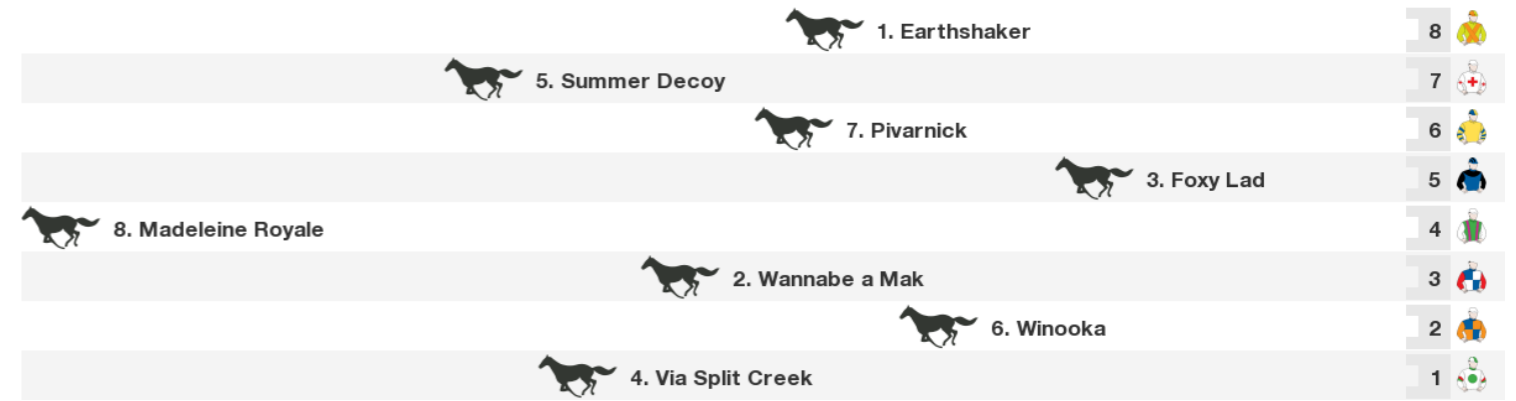 1. Earthshaker 8
5. Summer Decoy 7
7. Pivarnick 6
3. Foxy Lad 5
8. Madeleine Royale 4
2. Wannabe a Mak 3
6. Winooka 2
4. Via Split Creek 1